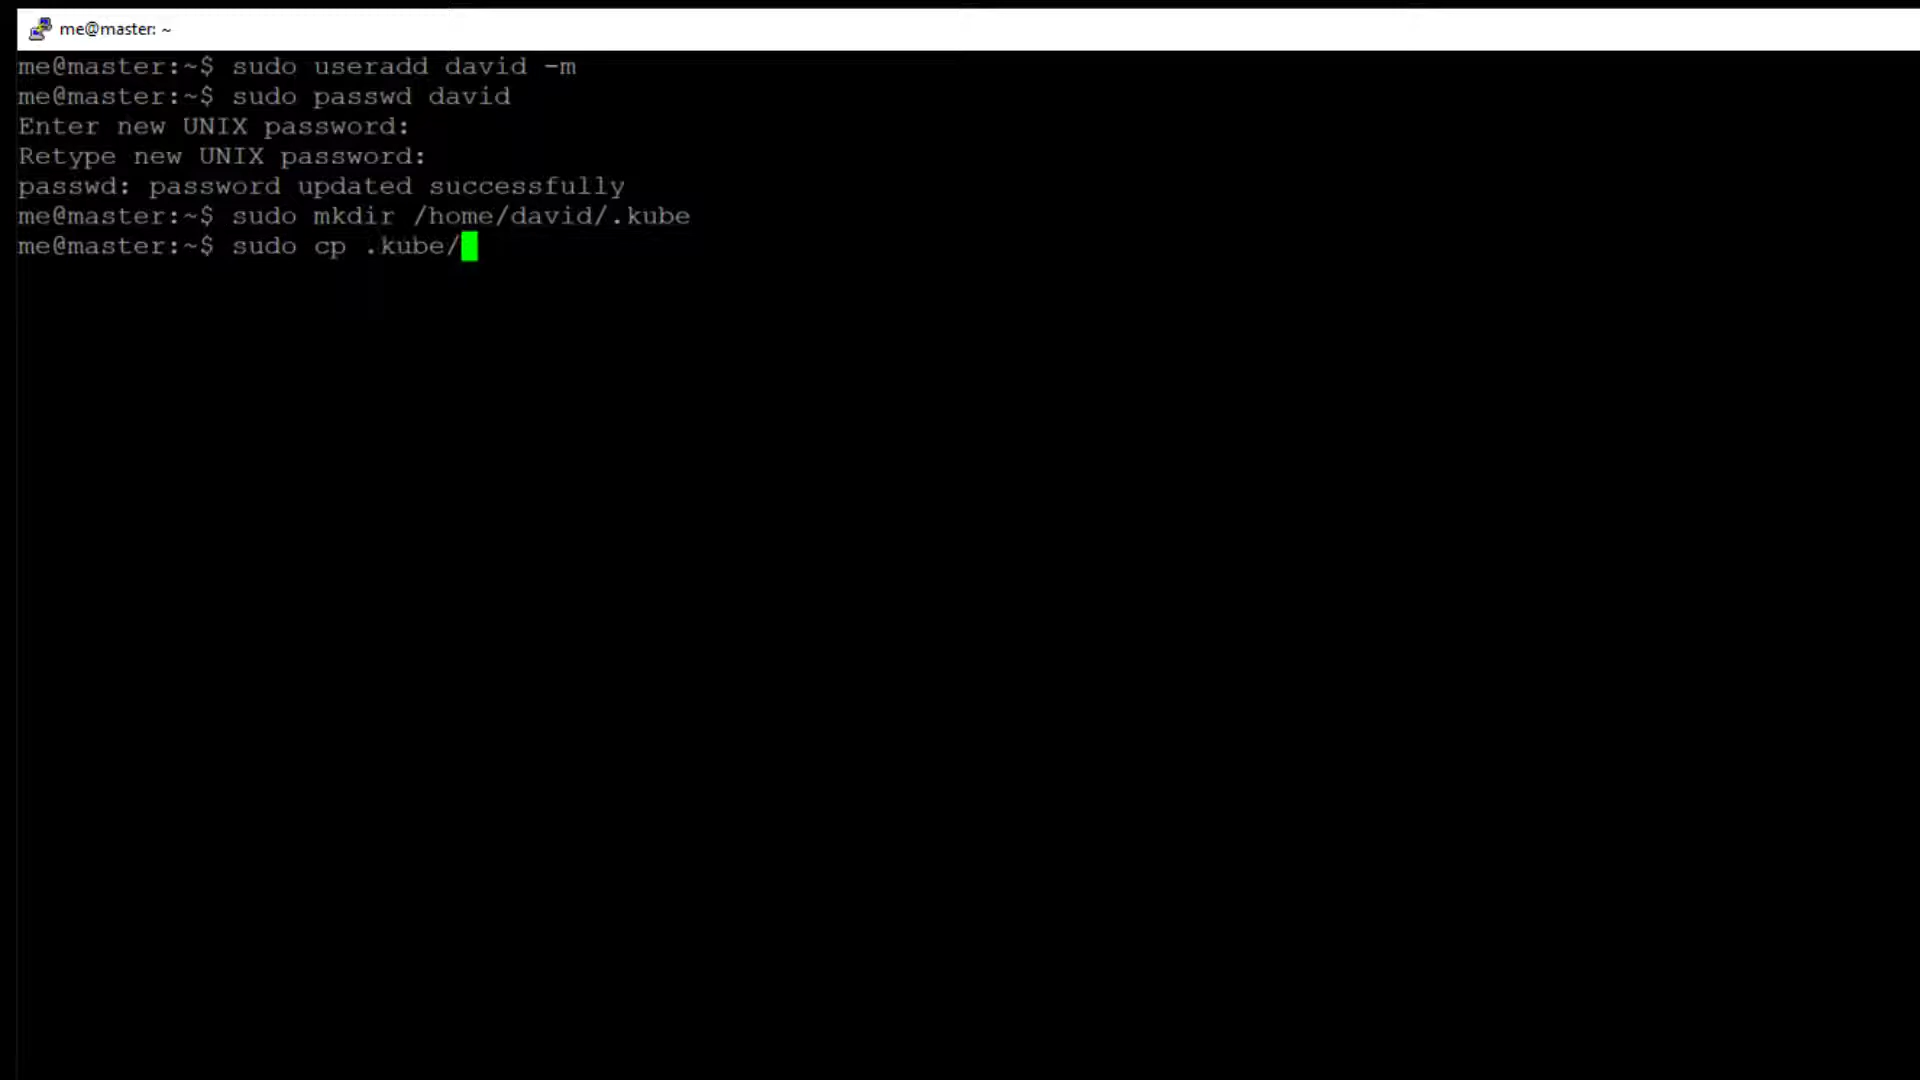 me@master: ~
me@master:~$ sudo useradd david -m
me@master:~$ sudo passwd david
Enter new UNIX password:
Retype new UNIX password:
passwd: password updated successfully
me@master:~$ sudo mkdir /home/david/.kube
me@master:~$ sudo cp .kube/